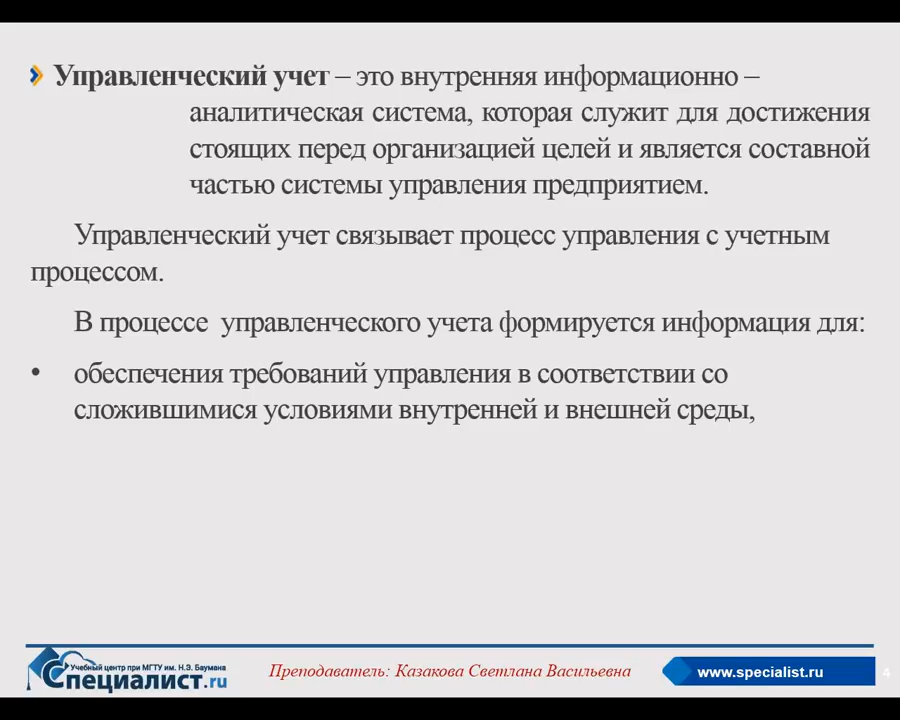 Управленческий учет – это внутренняя информационно –
аналитическая система, которая служит для достижения
стоящих перед организацией целей и является составной
частью системы управления предприятием.
Управленческий учет связывает процесс управления с учетным
процессом.
В процессе управленческого учета формируется информация для:
• обеспечения требований управления в соответствии со
сложившимися условиями внутренней и внешней среды,
Учебный центр при МГТУ им. Н.Э. Баумана
Специалист.ru
Преподаватель: Казакова Светлана Васильевна
www.specialist.ru
4